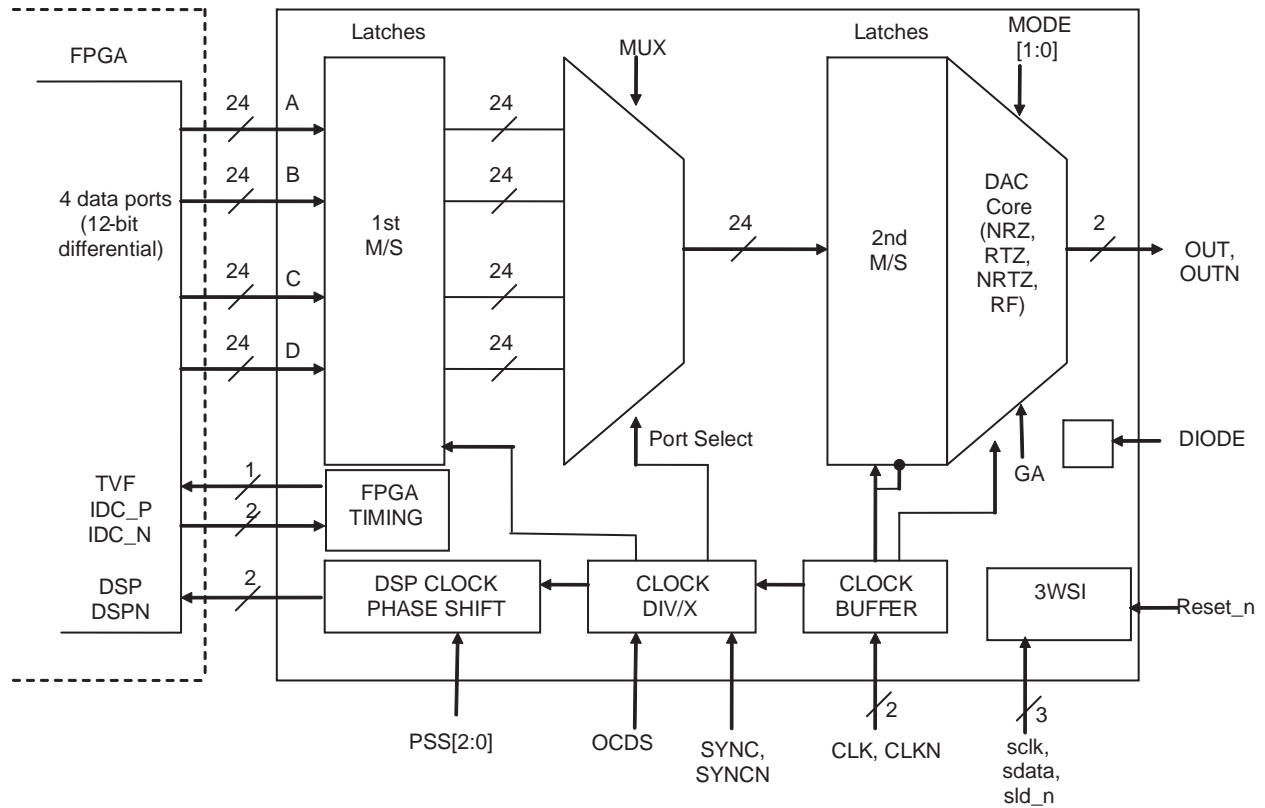 Latches
Latches
MODE
[1:0]
FPGA
MUX
24
A
24
24
B
24
4 data ports
(12-bit
differential)
1st
M/S
24
2nd
M/S
DAC
Core
(NRZ,
RTZ,
NRTZ,
RF)
2
OUT,
OUTN
24
C
24
24
D
24
Port Select
DIODE
GA
TVF
IDC_P
IDC_N
1
2
FPGA
TIMING
DSP
DSPN
2
DSP CLOCK
PHASE SHIFT
CLOCK
DIV/X
CLOCK
BUFFER
3WSI
Reset_n
2
3
PSS[2:0]
OCDS
SYNC,
SYNCN
CLK, CLKN
sclk,
sdata,
sld_n